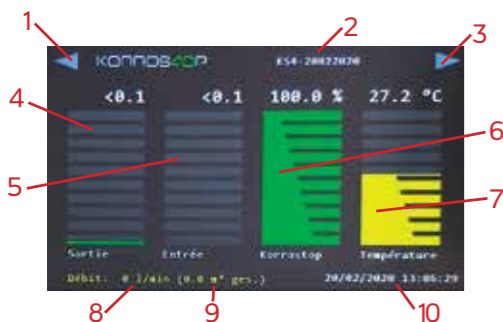 1 2 3
KORROSTOP ES4-20022020
4 <0.1 <0.1 100.0 % 27.2 °C
6
5
7
Sortie Entrée Korrostop Température
Débit: 0 l/min (0.0 m³ ges.) 20/02/2020 13:06:29
8 9 10